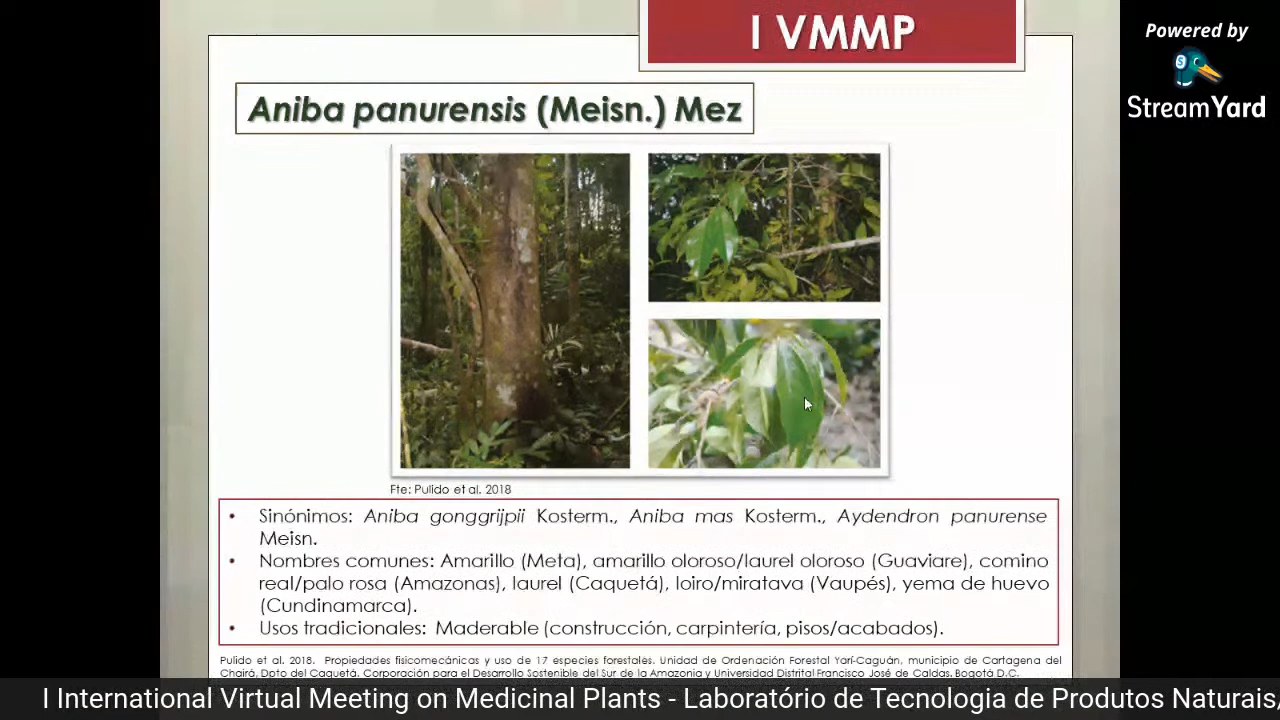 I VMMP
Powered by
StreamYard
Aniba panurensis (Meisn.) Mez
Fte: Pulido et al. 2018
• Sinónimos: Aniba gonggrijpii Kosterm., Aniba mas Kosterm., Aydendron panurense
Meisn.
• Nombres comunes: Amarillo (Meta), amarillo oloroso/laurel oloroso (Guaviare), comino
real/palo rosa (Amazonas), laurel (Caquetá), loiro/miratava (Vaupés), yema de huevo
(Cundinamarca).
• Usos tradicionales: Maderable (construcción, carpintería, pisos/acabados).
Pulido et al. 2018. Propiedades fisicomecánicas y uso de 17 especies forestales. Unidad de Ordenación Forestal Yarí-Caguán, municipio de Cartagena del
Chairá, Dpto del Caquetá. Corporación para el Desarrollo Sostenible del Sur de la Amazonia y Universidad Distrital Francisco José de Caldas. Bogotá D.C.
I International Virtual Meeting on Medicinal Plants - Laboratório de Tecnologia de Produtos Naturais/